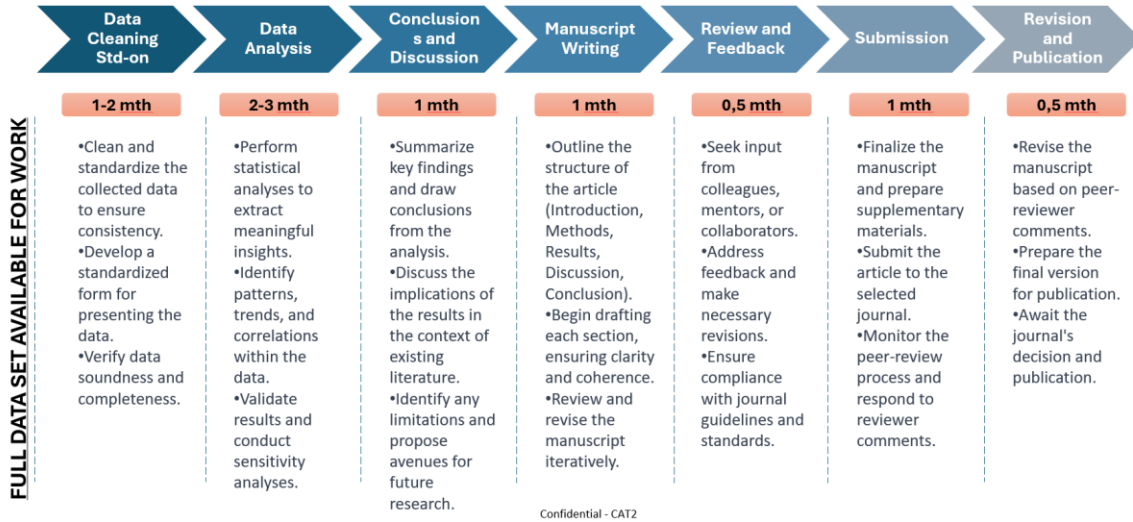 Data
Cleaning
Std-on
Data
Analysis
Conclusion
s and
Discussion
Manuscript
Writing
Review and
Feedback
Submission
Revision
and
Publication
1-2 mth
2-3 mth
1 mth
1 mth
0,5 mth
1 mth
0,5 mth
FULL DATA SET AVAILABLE FOR WORK
•Clean and
standardize the
collected data
to ensure
consistency.
•Develop a
standardized
form for
presenting the
data.
•Verify data
soundness and
completeness.
•Perform
statistical
analyses to
extract
meaningful
insights.
•Identify
patterns,
trends, and
correlations
within the
data.
•Validate
results and
conduct
sensitivity
analyses.
•Summarize
key findings
and draw
conclusions
from the
analysis.
•Discuss the
implications of
the results in
the context of
existing
literature.
•Identify any
limitations and
propose
avenues for
future
research.
•Outline the
structure of
the article
(Introduction,
Methods,
Results,
Discussion,
Conclusion).
•Begin drafting
each section,
ensuring clarity
and coherence.
•Review and
revise the
manuscript
iteratively.
•Seek input
from
colleagues,
mentors, or
collaborators.
•Address
feedback and
make
necessary
revisions.
•Ensure
compliance
with journal
guidelines and
standards.
•Finalize the
manuscript
and prepare
supplementary
materials.
•Submit the
article to the
selected
journal.
•Monitor the
peer-review
process and
respond to
reviewer
comments.
•Revise the
manuscript
based on peer-
reviewer
comments.
•Prepare the
final version
for publication.
•Await the
journal's
decision and
publication.
Confidential - CAT2